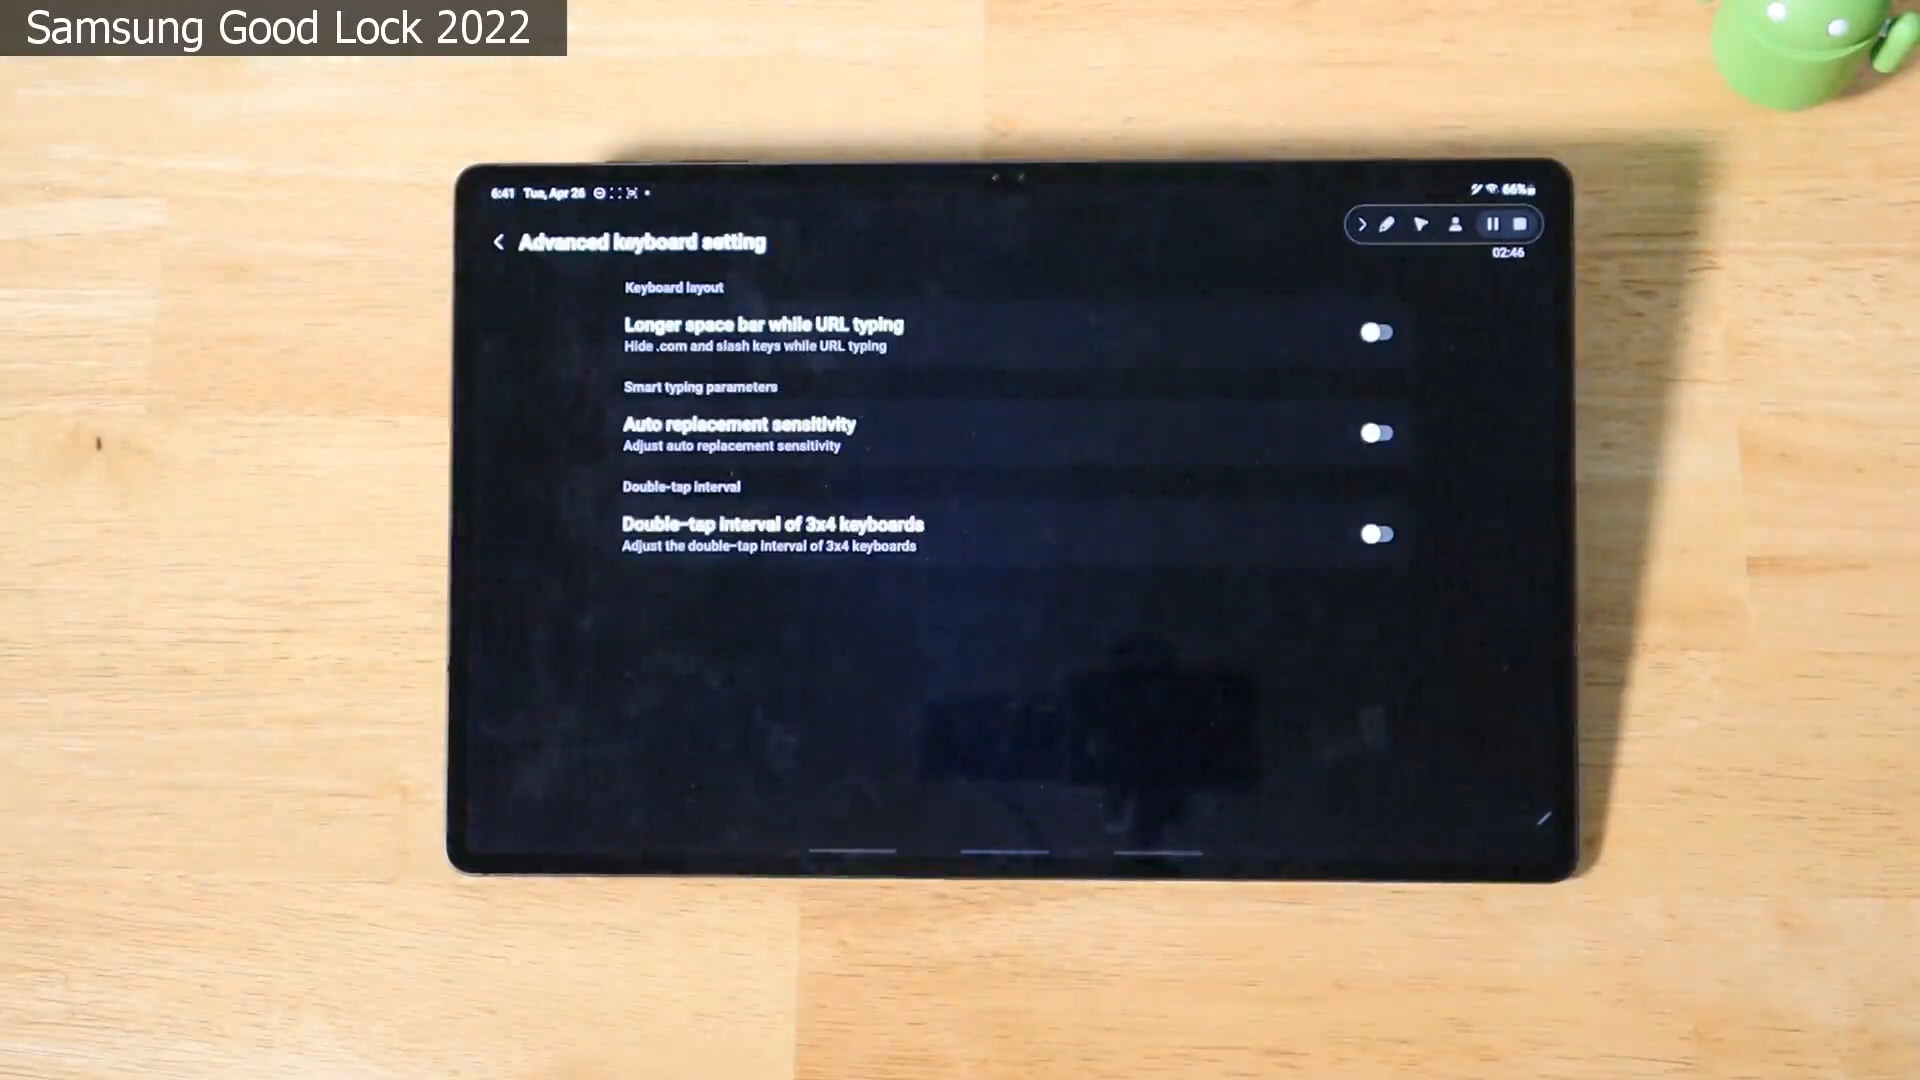 Samsung Good Lock 2022
6:41 Tue, Apr 26
66%
Advanced keyboard setting
02:46
Keyboard layout
Longer space bar while URL typing
Hide .com and slash keys while URL typing
Smart typing parameters
Auto replacement sensitivity
Adjust auto replacement sensitivity
Double-tap interval
Double-tap interval of 3x4 keyboards
Adjust the double-tap interval of 3x4 keyboards